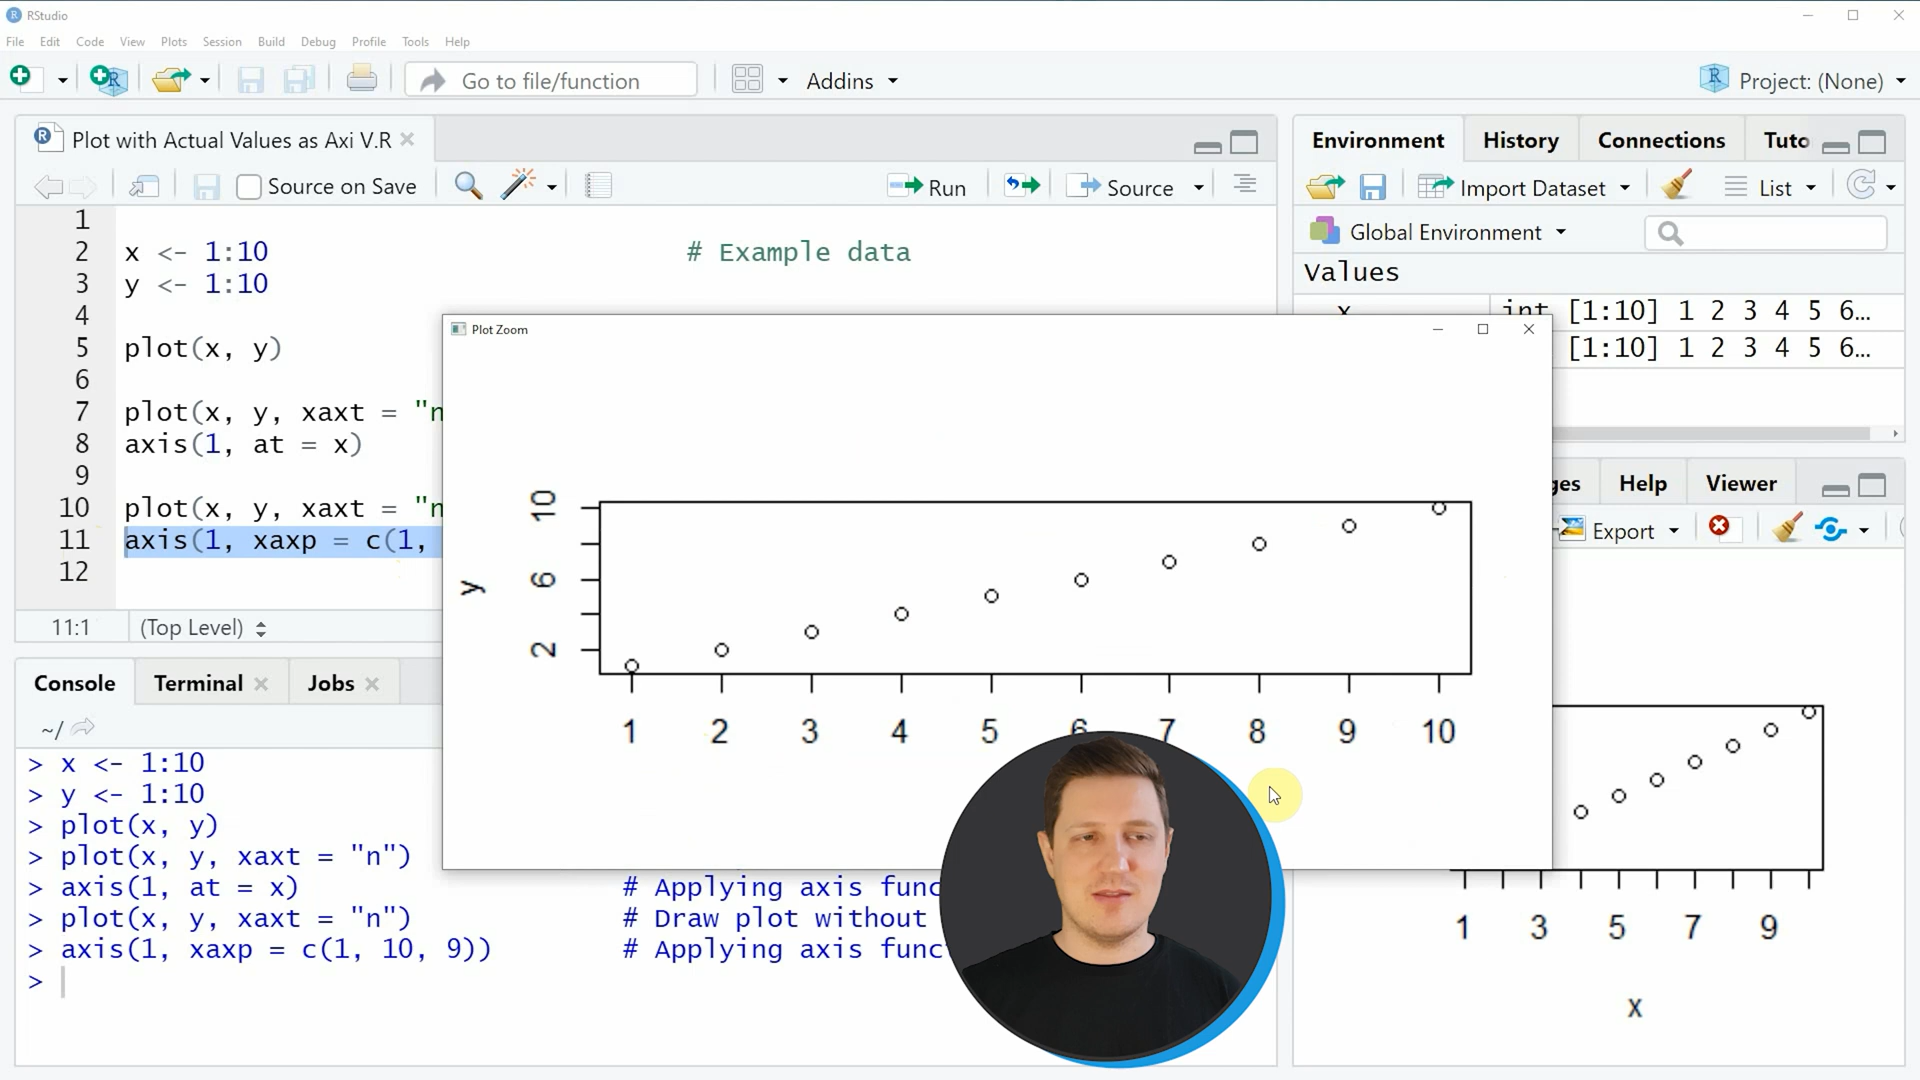 RStudio
File Edit Code View Plots Session Build Debug Profile Tools Help
Go to file/function Addins Project: (None)
Plot with Actual Values as Axi V.R
Source on Save Run Source
1
2 x <- 1:10 # Example data
3 y <- 1:10
4
5 plot(x, y)
6
7 plot(x, y, xaxt = "n
8 axis(1, at = x)
9
10 plot(x, y, xaxt = "n
11 axis(1, xaxp = c(1,
12
11:1 (Top Level)
Console Terminal Jobs
~/
> x <- 1:10
> y <- 1:10
> plot(x, y)
> plot(x, y, xaxt = "n")
> axis(1, at = x) # Applying axis func
> plot(x, y, xaxt = "n") # Draw plot without
> axis(1, xaxp = c(1, 10, 9)) # Applying axis func
>
Plot Zoom
y
10
6
2
1 2 3 4 5 6 7 8 9 10
Environment History Connections Tuto
Import Dataset List
Global Environment
Values
x int [1:10] 1 2 3 4 5 6...
[1:10] 1 2 3 4 5 6...
ges Help Viewer
Export
1 3 5 7 9
x